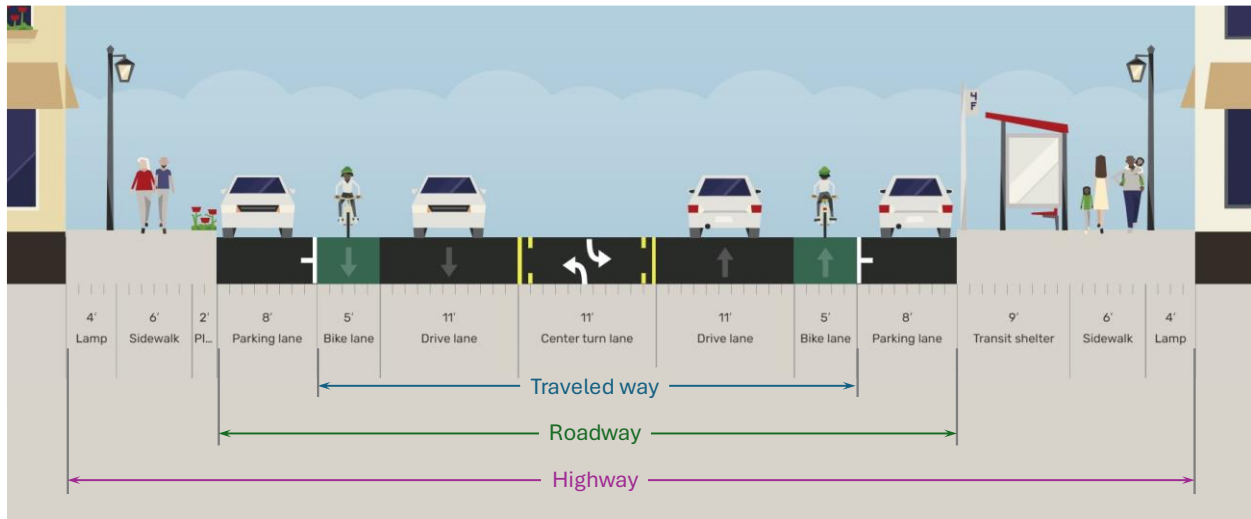 4
F
4′ 6′ 2′ 8′ 5′ 11′ 11′ 11′ 5′ 8′ 9′ 6′ 4′
Lamp Sidewalk Pl... Parking lane Bike lane Drive lane Center turn lane Drive lane Bike lane Parking lane Transit shelter Sidewalk Lamp
Traveled way
Roadway
Highway